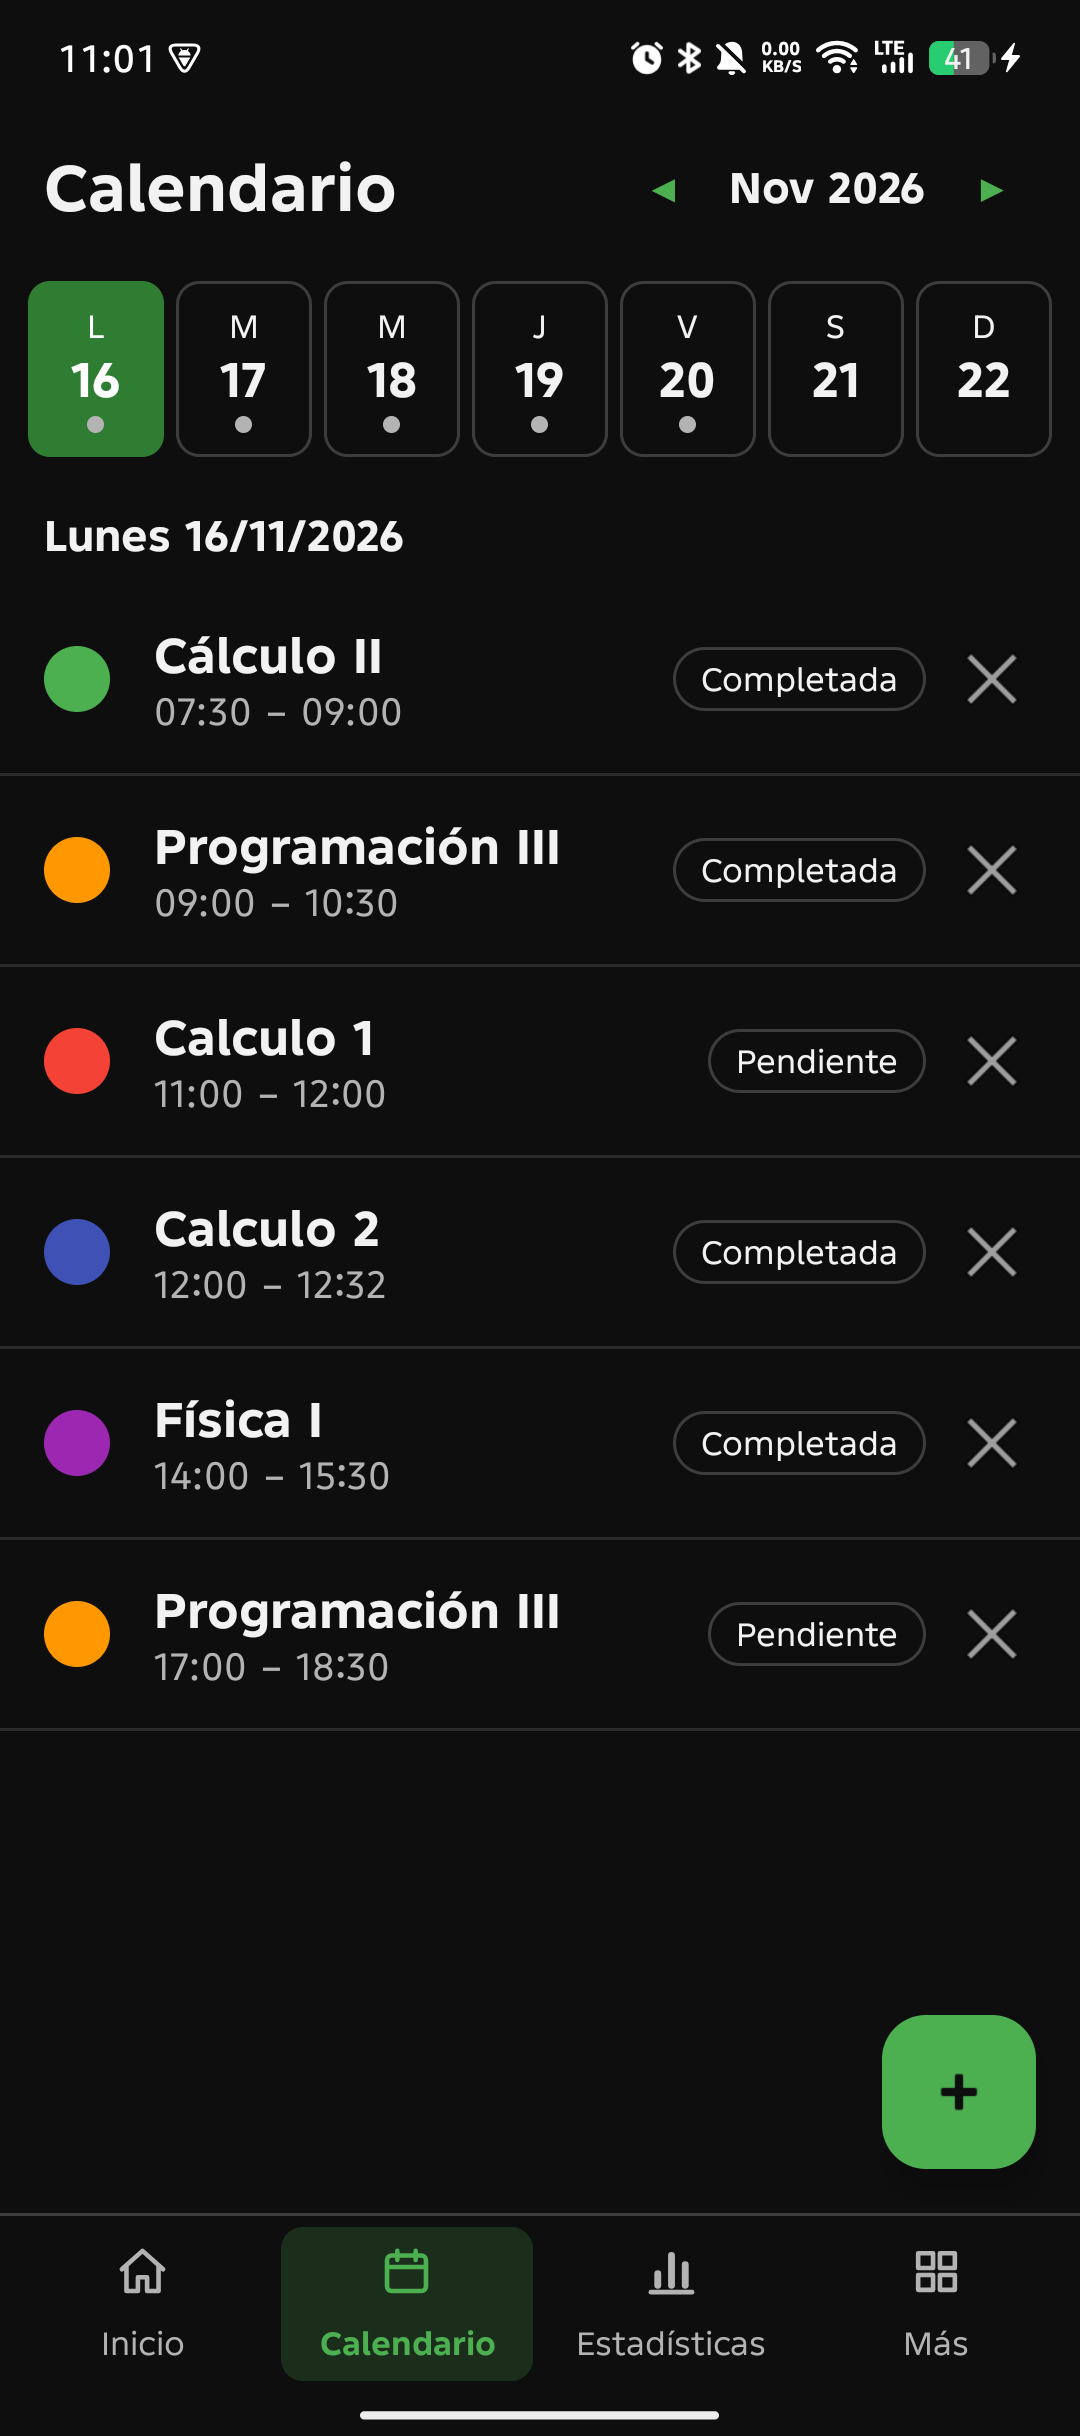 11:01 0.00 KB/S LTE 41
Calendario ◀ Nov 2026 ▶
L M M J V S D
16 17 18 19 20 21 22
Lunes 16/11/2026
Cálculo II
07:30 – 09:00
Completada
Programación III
09:00 – 10:30
Completada
Calculo 1
11:00 – 12:00
Pendiente
Calculo 2
12:00 – 12:32
Completada
Física I
14:00 – 15:30
Completada
Programación III
17:00 – 18:30
Pendiente
+
Inicio Calendario Estadísticas Más